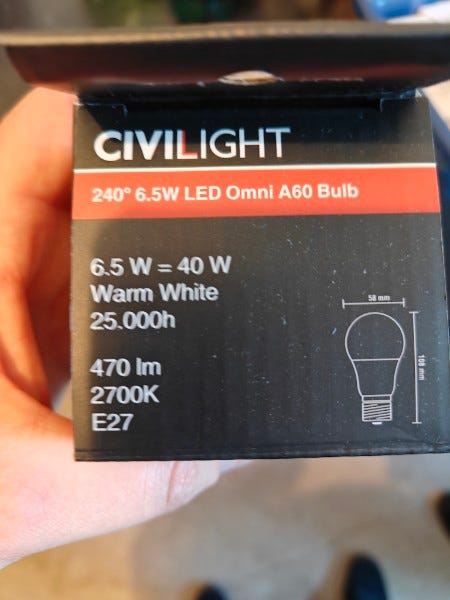 CIVILIGHT
240° 6.5W LED Omni A60 Bulb
6.5 W = 40 W
Warm White
25.000h
470 lm
2700K
E27
58 mm
108 mm